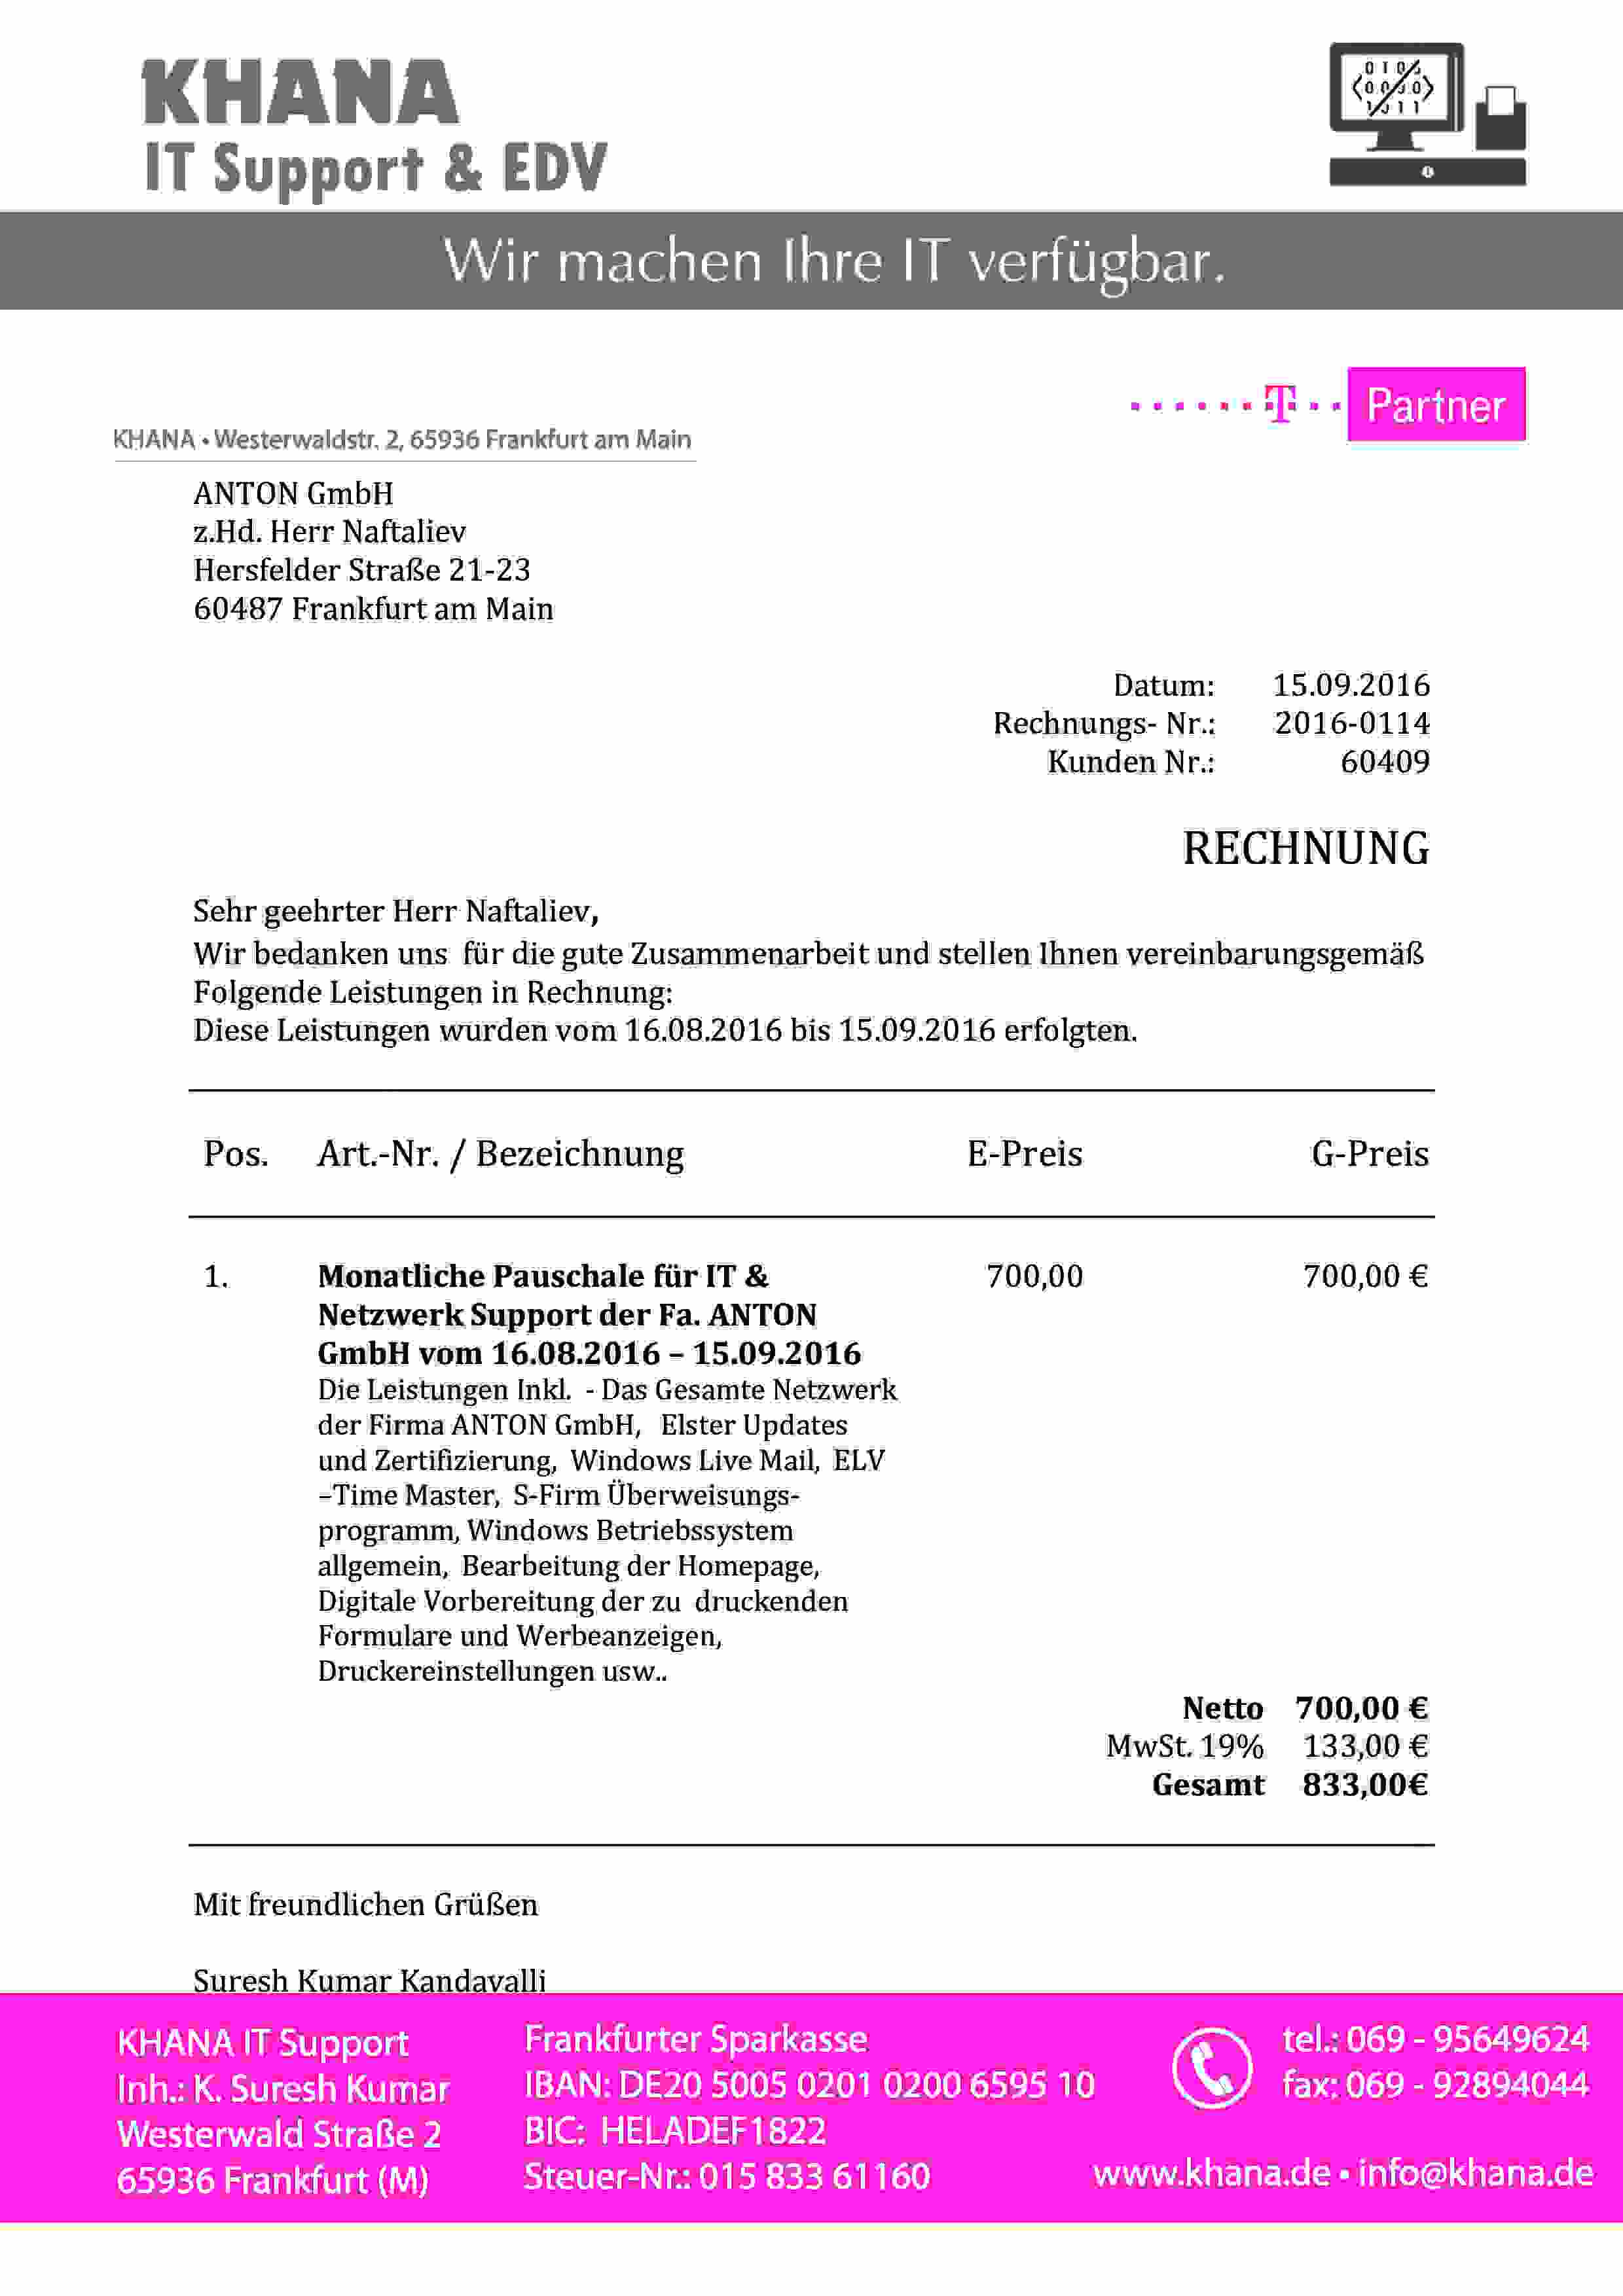 KHANA
IT Support & EDV
Wir machen Ihre IT verfügbar.
T Partner
KHANA • Westerwaldstr. 2, 65936 Frankfurt am Main
ANTON GmbH
z.Hd. Herr Naftaliev
Hersfelder Straße 21-23
60487 Frankfurt am Main
Datum: 15.09.2016
Rechnungs- Nr.: 2016-0114
Kunden Nr.: 60409
RECHNUNG
Sehr geehrter Herr Naftaliev,
Wir bedanken uns für die gute Zusammenarbeit und stellen Ihnen vereinbarungsgemäß
Folgende Leistungen in Rechnung:
Diese Leistungen wurden vom 16.08.2016 bis 15.09.2016 erfolgten.
Pos. Art.-Nr. / Bezeichnung E-Preis G-Preis
1. Monatliche Pauschale für IT & 700,00 700,00 €
Netzwerk Support der Fa. ANTON
GmbH vom 16.08.2016 – 15.09.2016
Die Leistungen Inkl. - Das Gesamte Netzwerk
der Firma ANTON GmbH, Elster Updates
und Zertifizierung, Windows Live Mail, ELV
–Time Master, S-Firm Überweisungs-
programm, Windows Betriebssystem
allgemein, Bearbeitung der Homepage,
Digitale Vorbereitung der zu druckenden
Formulare und Werbeanzeigen,
Druckereinstellungen usw..
Netto 700,00 €
MwSt. 19% 133,00 €
Gesamt 833,00€
Mit freundlichen Grüßen
Suresh Kumar Kandavalli
KHANA IT Support
Inh.: K. Suresh Kumar
Westerwald Straße 2
65936 Frankfurt (M)
Frankfurter Sparkasse
IBAN: DE20 5005 0201 0200 6595 10
BIC: HELADEF1822
Steuer-Nr.: 015 833 61160
tel.: 069 - 95649624
fax: 069 - 92894044
www.khana.de • info@khana.de